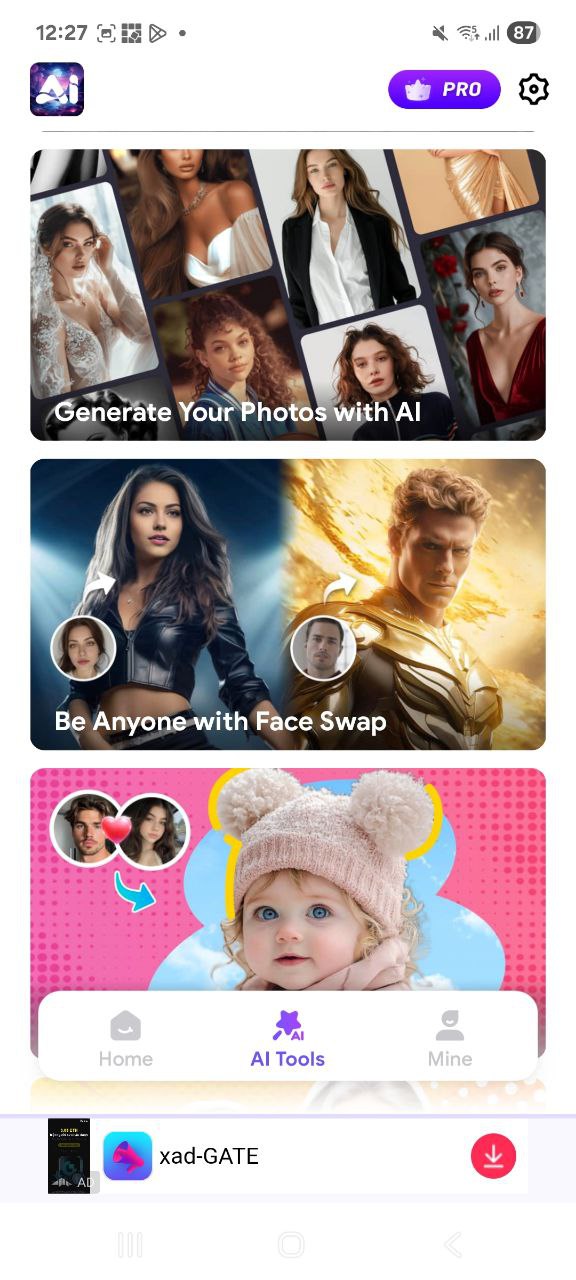 12:27
87
Ai
PRO
Generate Your Photos with AI
Be Anyone with Face Swap
Home
AI
AI Tools
Mine
xad-GATE
AD